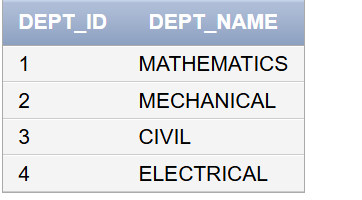 DEPT_ID DEPT_NAME
1 MATHEMATICS
2 MECHANICAL
3 CIVIL
4 ELECTRICAL